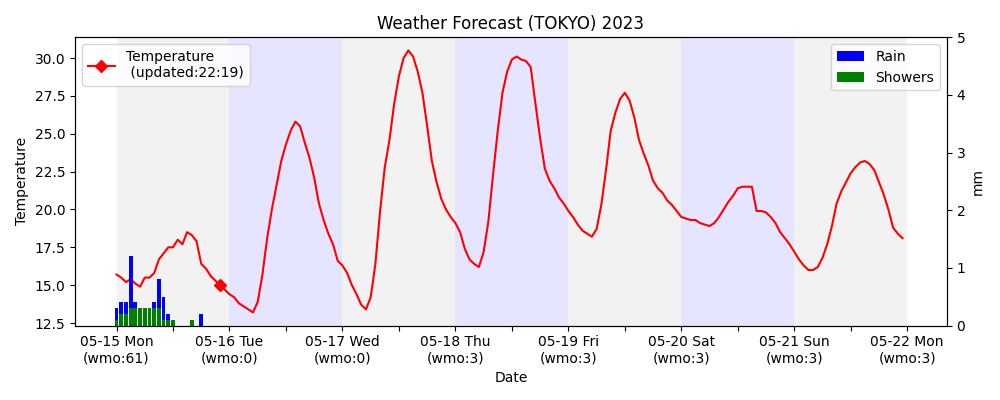 Weather Forecast (TOKYO) 2023
Temperature
(updated:22:19)
Rain
Showers
30.0
27.5
25.0
22.5
20.0
17.5
15.0
12.5
Temperature
5
4
3
2
1
0
mm
05-15 Mon
(wmo:61)
05-16 Tue
(wmo:0)
05-17 Wed
(wmo:0)
05-18 Thu
(wmo:3)
05-19 Fri
(wmo:3)
05-20 Sat
(wmo:3)
05-21 Sun
(wmo:3)
05-22 Mon
(wmo:3)
Date